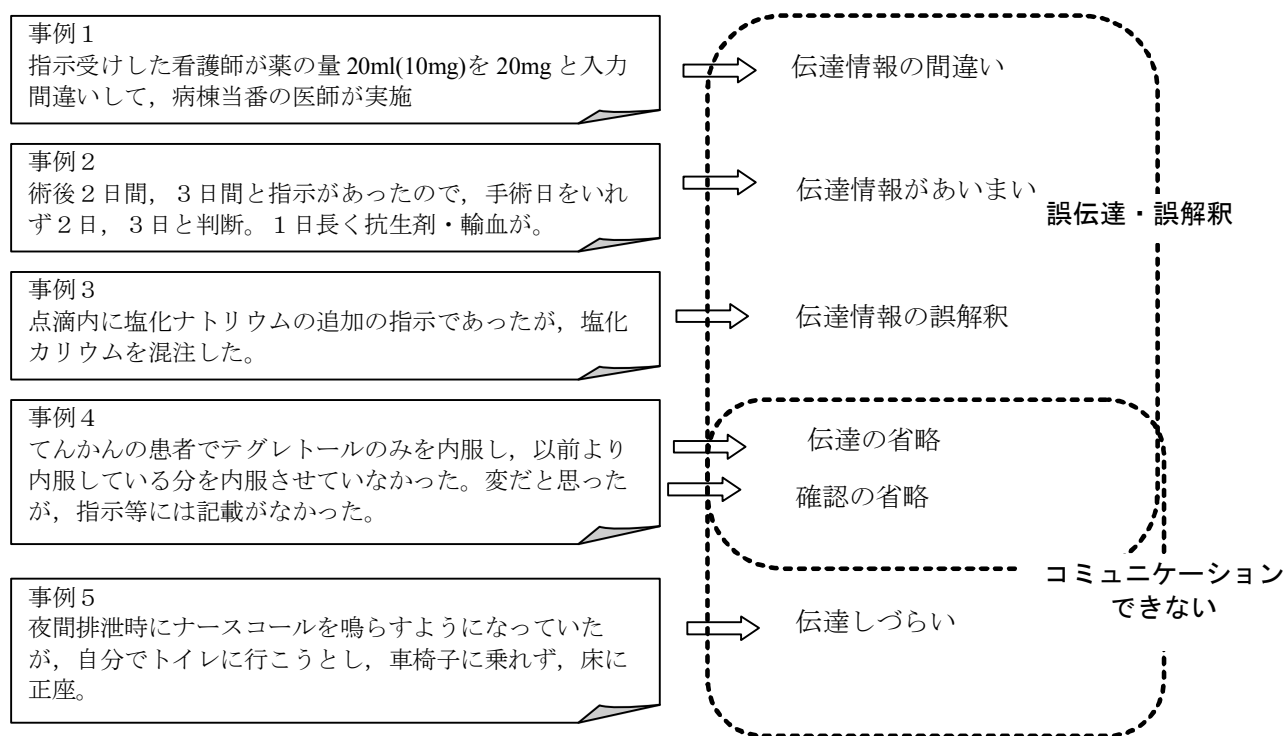 事例１
指示受けした看護師が薬の量 20ml(10mg)を 20mg と入力
間違いして，病棟当番の医師が実施
伝達情報の間違い
事例２
術後２日間，３日間と指示があったので，手術日をいれ
ず２日，３日と判断。１日長く抗生剤・輸血が。
伝達情報があいまい
誤伝達・誤解釈
事例３
点滴内に塩化ナトリウムの追加の指示であったが，塩化
カリウムを混注した。
伝達情報の誤解釈
事例４
てんかんの患者でテグレトールのみを内服し，以前より
内服している分を内服させていなかった。変だと思った
が，指示等には記載がなかった。
伝達の省略
確認の省略
コミュニケーション
できない
事例５
夜間排泄時にナースコールを鳴らすようになっていた
が，自分でトイレに行こうとし，車椅子に乗れず，床に
正座。
伝達しづらい